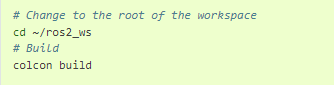 # Change to the root of the workspace
cd ~/ros2_ws
# Build
colcon build